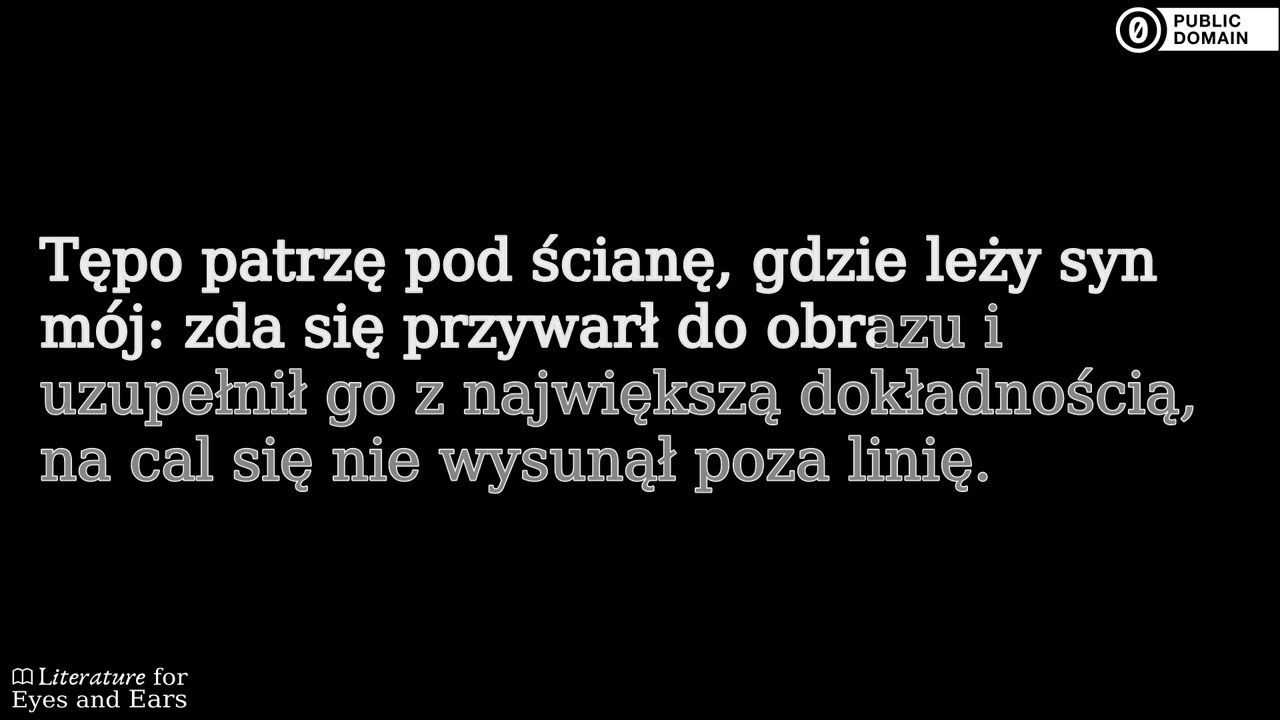 PUBLIC
DOMAIN
Tępo patrzę pod ścianę, gdzie leży syn
mój: zda się przywarł do obrazu i
uzupełnił go z największą dokładnością,
na cal się nie wysunął poza linię.
Literature for
Eyes and Ears